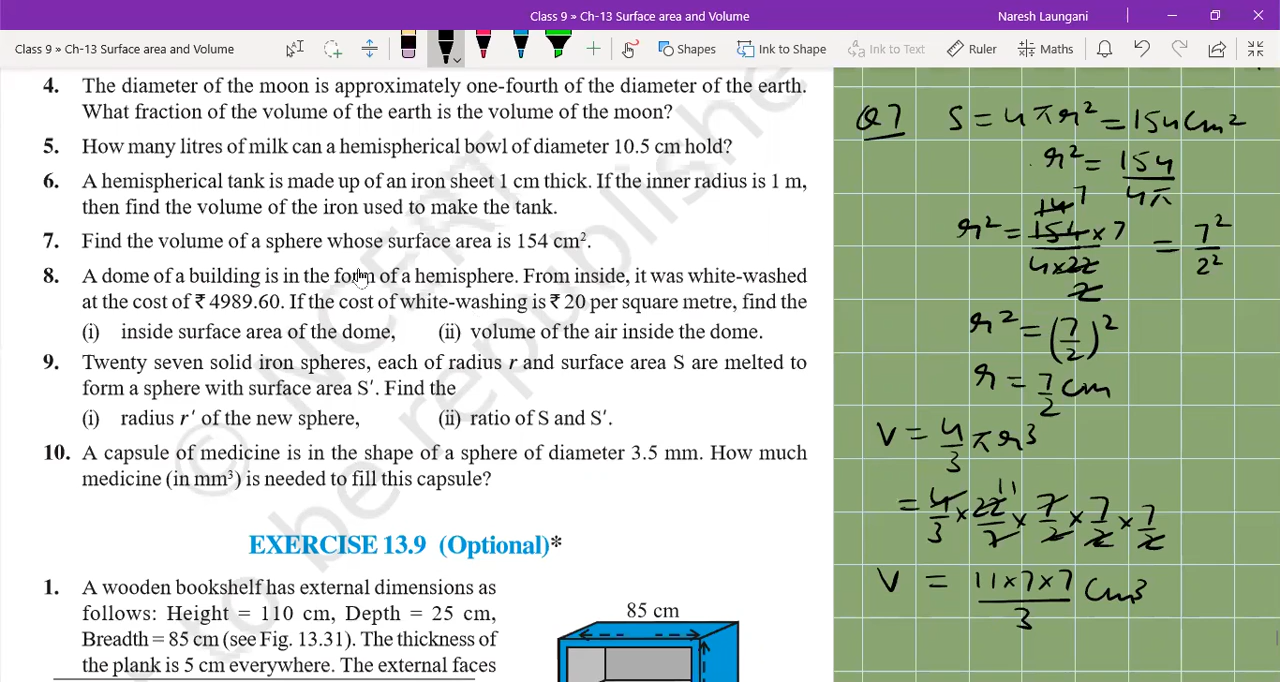 Class 9 » Ch-13 Surface area and Volume
Naresh Laungani
Class 9 » Ch-13 Surface area and Volume
Shapes
Ink to Shape
Ink to Text
Ruler
Maths
4. The diameter of the moon is approximately one-fourth of the diameter of the earth.
What fraction of the volume of the earth is the volume of the moon?
5. How many litres of milk can a hemispherical bowl of diameter 10.5 cm hold?
6. A hemispherical tank is made up of an iron sheet 1 cm thick. If the inner radius is 1 m,
then find the volume of the iron used to make the tank.
7. Find the volume of a sphere whose surface area is 154 cm².
8. A dome of a building is in the form of a hemisphere. From inside, it was white-washed
at the cost of ₹ 4989.60. If the cost of white-washing is ₹ 20 per square metre, find the
(i) inside surface area of the dome, (ii) volume of the air inside the dome.
9. Twenty seven solid iron spheres, each of radius r and surface area S are melted to
form a sphere with surface area S′. Find the
(i) radius r′ of the new sphere, (ii) ratio of S and S′.
10. A capsule of medicine is in the shape of a sphere of diameter 3.5 mm. How much
medicine (in mm³) is needed to fill this capsule?
EXERCISE 13.9 (Optional)*
1. A wooden bookshelf has external dimensions as
follows: Height = 110 cm, Depth = 25 cm,
Breadth = 85 cm (see Fig. 13.31). The thickness of
the plank is 5 cm everywhere. The external faces
85 cm
© NCERT
to be republished
Q7 S = 4πr² = 154 cm²
r² = 154/4π
14 7
r² = 154×7/4×22 = 7²/2²
2
r² = (7/2)²
r = 7/2 cm
V = 4/3 πr³
11
= 4/3 × 22/7 × 7/2 × 7/2 × 7/2
V = 11×7×7/3 cm³